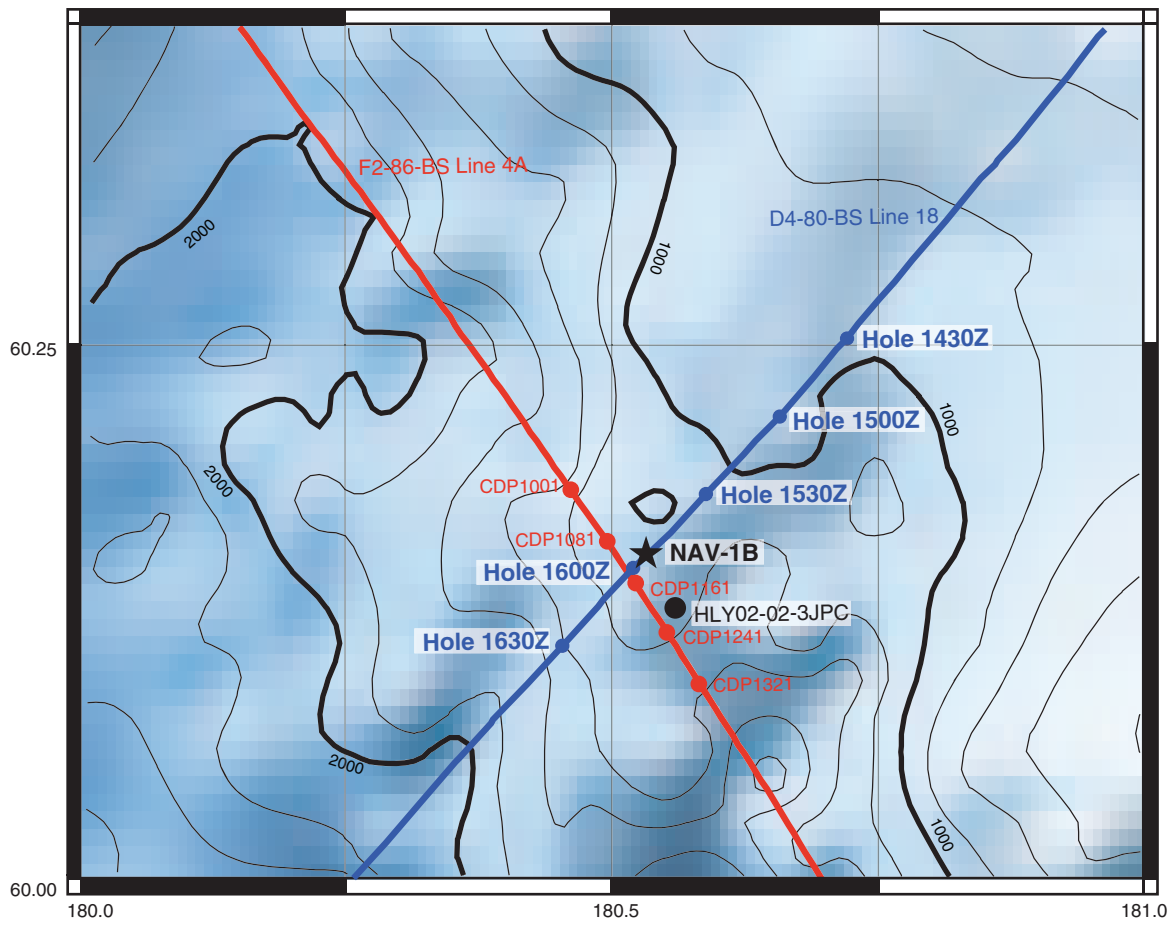 F2-86-BS Line 4A
2000
D4-80-BS Line 18
1000
Hole 1430Z
60.25
Hole 1500Z
1000
2000
CDP1001
Hole 1530Z
CDP1081
NAV-1B
Hole 1600Z
CDP1161
HLY02-02-3JPC
Hole 1630Z
CDP1241
CDP1321
2000
1000
60.00
180.0
180.5
181.0